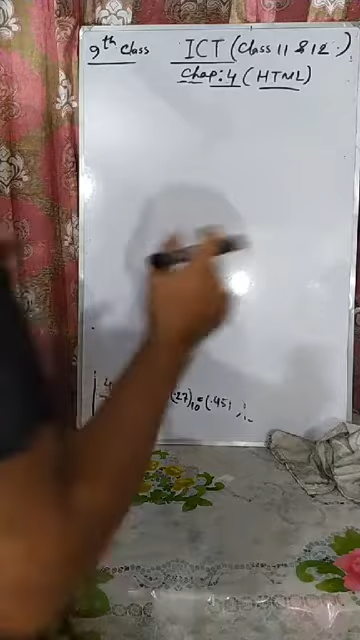 9th Class ICT (Class 11 & 12.)
Chap: 4 (HTML)
(.27)10 = (.45)